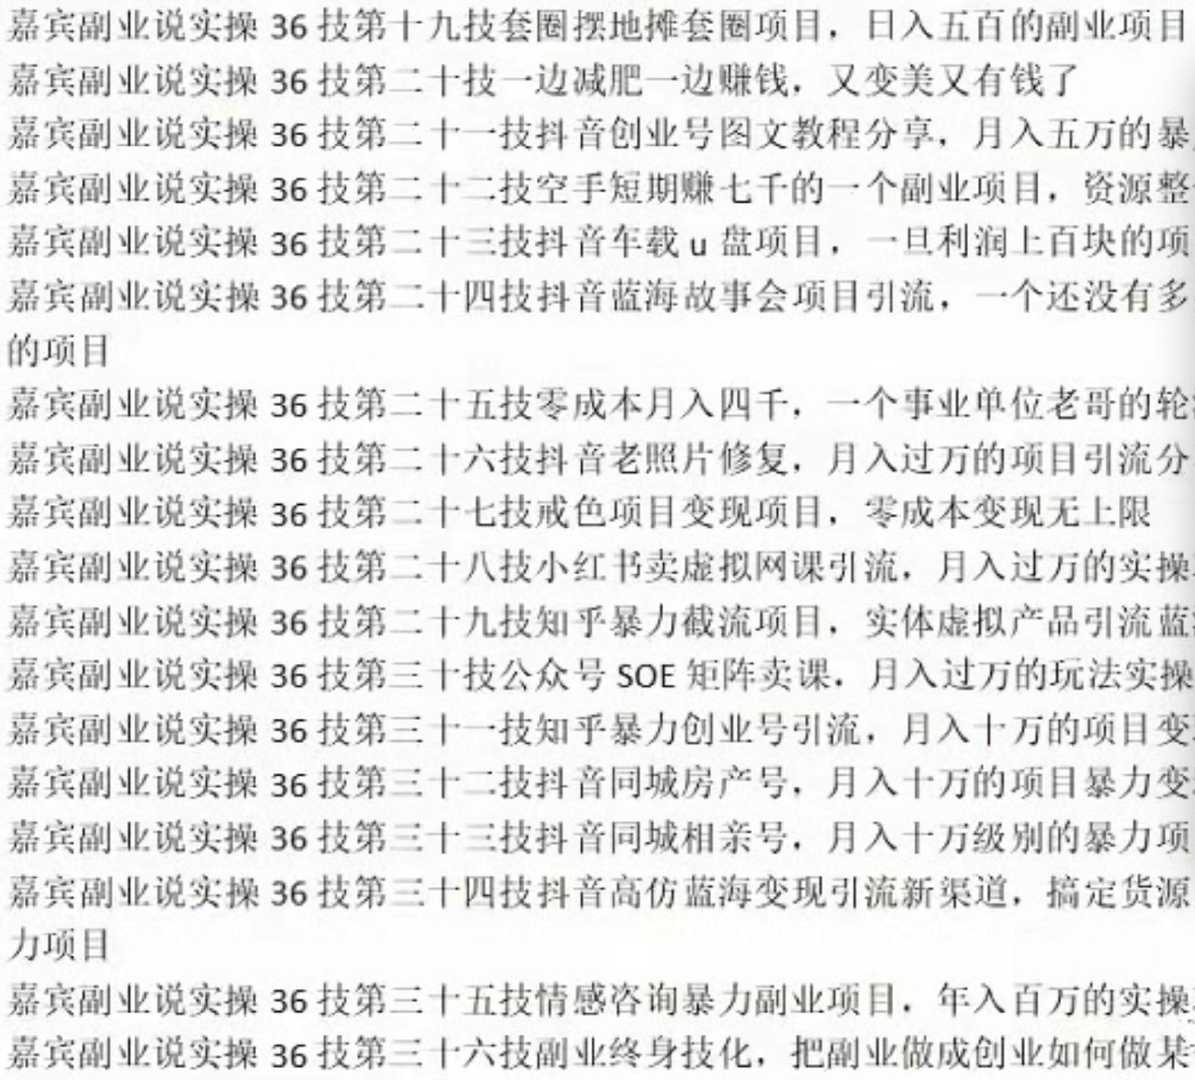 嘉宾副业说实操 36 技第十九技套圈摆地摊套圈项目，日入五百的副业项目
嘉宾副业说实操 36 技第二十技一边减肥一边赚钱，又变美又有钱了
嘉宾副业说实操 36 技第二十一技抖音创业号图文教程分享，月入五万的暴
嘉宾副业说实操 36 技第二十二技空手短期赚七千的一个副业项目，资源整
嘉宾副业说实操 36 技第二十三技抖音车载 u 盘项目，一旦利润上百块的项
嘉宾副业说实操 36 技第二十四技抖音蓝海故事会项目引流，一个还没有多
的项目
嘉宾副业说实操 36 技第二十五技零成本月入四千，一个事业单位老哥的轮
嘉宾副业说实操 36 技第二十六技抖音老照片修复，月入过万的项目引流分
嘉宾副业说实操 36 技第二十七技戒色项目变现项目，零成本变现无上限
嘉宾副业说实操 36 技第二十八技小红书卖虚拟网课引流，月入过万的实操
嘉宾副业说实操 36 技第二十九技知乎暴力截流项目，实体虚拟产品引流蓝
嘉宾副业说实操 36 技第三十技公众号 SOE 矩阵卖课，月入过万的玩法实操
嘉宾副业说实操 36 技第三十一技知乎暴力创业号引流，月入十万的项目变
嘉宾副业说实操 36 技第三十二技抖音同城房产号，月入十万的项目暴力变
嘉宾副业说实操 36 技第三十三技抖音同城相亲号，月入十万级别的暴力项
嘉宾副业说实操 36 技第三十四技抖音高仿蓝海变现引流新渠道，搞定货源
力项目
嘉宾副业说实操 36 技第三十五技情感咨询暴力副业项目，年入百万的实操
嘉宾副业说实操 36 技第三十六技副业终身技化，把副业做成创业如何做某